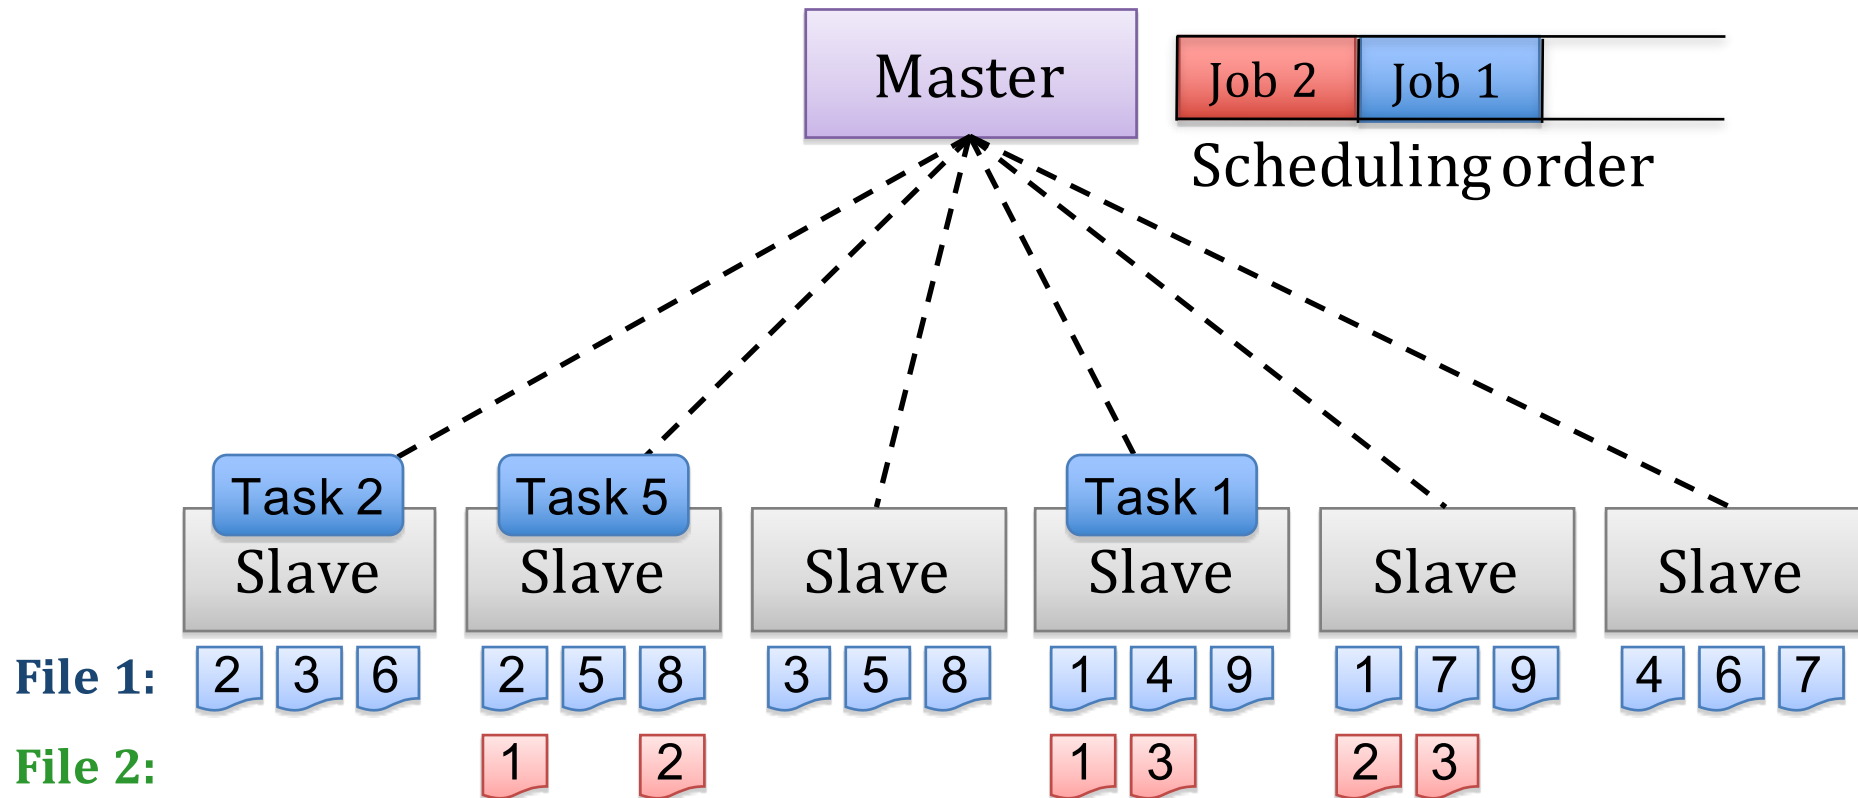 Master
Job 2 Job 1
Scheduling order
Task 2 Task 5 Task 1
Slave Slave Slave Slave Slave Slave
File 1: 2 3 6 2 5 8 3 5 8 1 4 9 1 7 9 4 6 7
File 2: 1 2 1 3 2 3